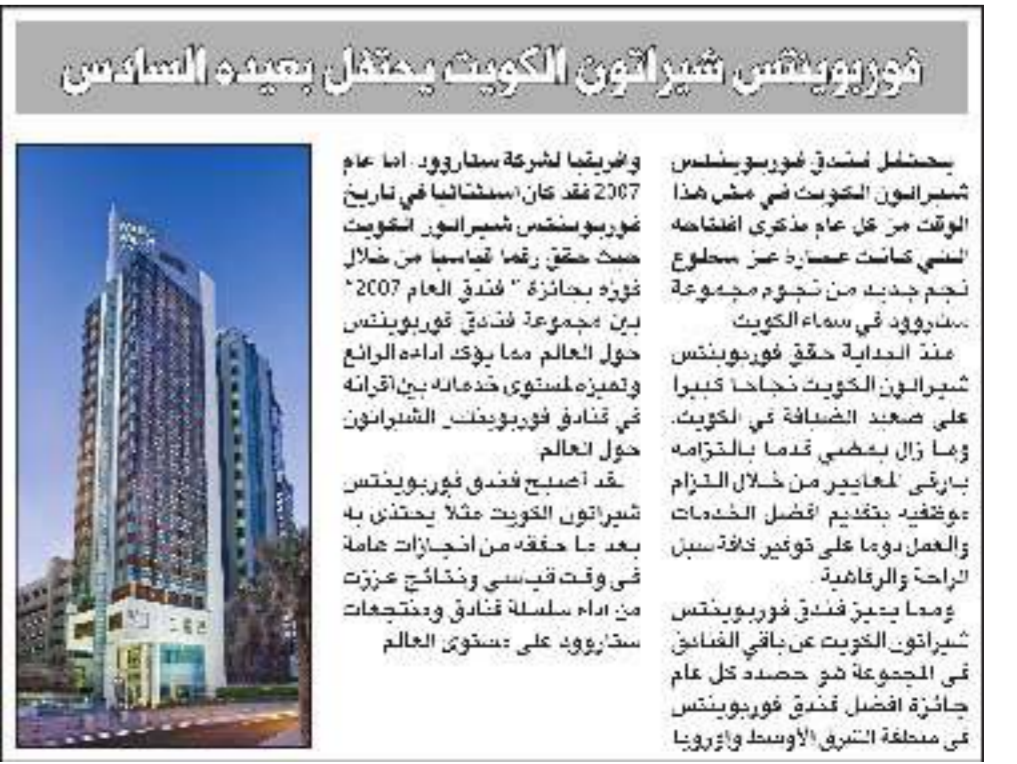 فوربوينتس شيراتون الكويت يحتفل بعيده السادس
يحتفل فندق فوربوينتس
شيراتون الكويت في مثل هذا
الوقت من كل عام بذكرى افتتاحه
التي كانت عبارة عن سطوع
نجم جديد من نجوم مجموعة
ستاروود في سماء الكويت
منذ البداية حقق فوربوينتس
شيراتون الكويت نجاحا كبيرا
على صعيد الضيافة في الكويت،
وما زال يمضي قدما بالتزامه
بارقى المعايير من خلال التزام
موظفيه بتقديم افضل الخدمات
والعمل دوما على توفير كافة سبل
الراحة والرفاهية.
ومما يميز فندق فوربوينتس
شيراتون الكويت عن باقي الفنادق
في المجموعة هو حصده كل عام
جائزة افضل فندق فوربوينتس
في منطقة الشرق الأوسط واوروبا
وافريقيا لشركة ستاروود. اما عام
2007 فقد كان استثنائيا في تاريخ
فوربوينتس شيراتون الكويت
حيث حقق رقما قياسيا من خلال
فوزه بجائزة "فندق العام 2007"
بين مجموعة فنادق فوربوينتس
حول العالم مما يؤكد اداءه الرائع
وتميزه لمستوى خدماته بين اقرانه
في فنادق فوربوينتس الشيراتون
حول العالم
لقد أصبح فندق فوربوينتس
شيراتون الكويت مثلا يحتذى به
بعد ما حققه من انجازات هامة
في وقت قياسي ونتائج عززت
من اداء سلسلة فنادق ومنتجعات
ستاروود على مستوى العالم